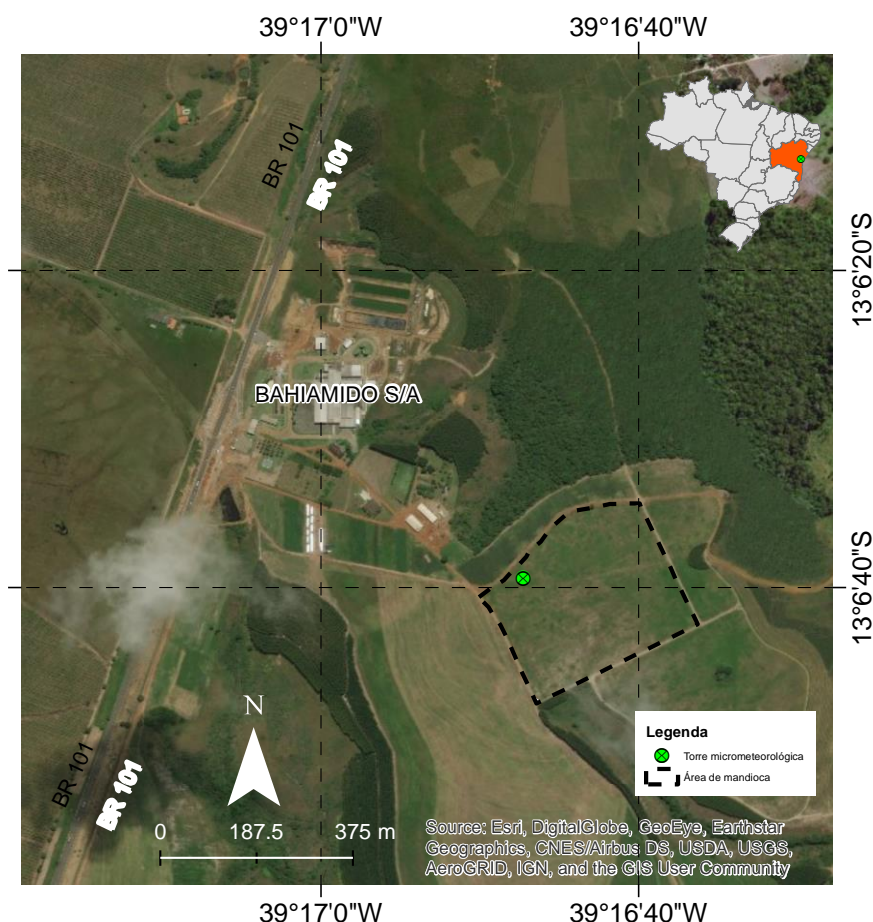 39°17'0"W
39°16'40"W
BR 101
BR 101
13°6'20"S
BAHIAMIDO S/A
13°6'40"S
N
Legenda
Torre micrometeorológica
Área de mandioca
BR 101
BR 101
0
187.5
375 m
Source: Esri, DigitalGlobe, GeoEye, Earthstar
Geographics, CNES/Airbus DS, USDA, USGS,
AeroGRID, IGN, and the GIS User Community
39°17'0"W
39°16'40"W